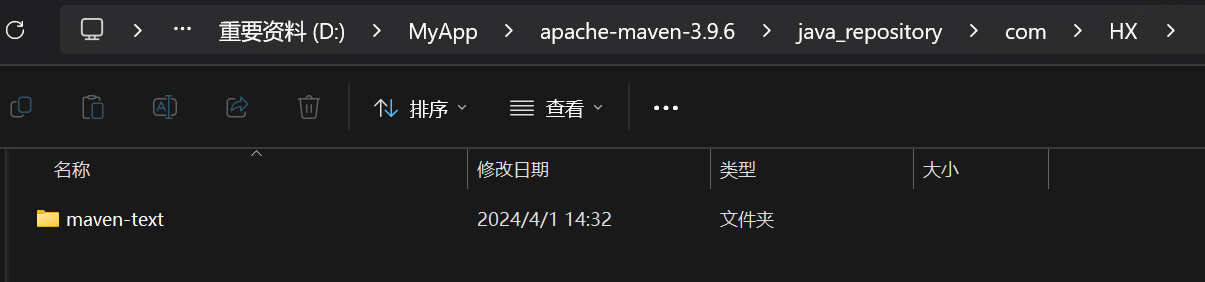 ··· 重要资料 (D:) > MyApp > apache-maven-3.9.6 > java_repository > com > HX >
排序 查看 ···
名称 修改日期 类型 大小
maven-text 2024/4/1 14:32 文件夹